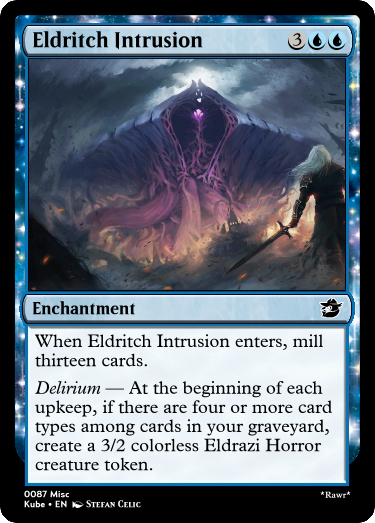 Eldritch Intrusion 3
Enchantment
When Eldritch Intrusion enters, mill
thirteen cards.
Delirium — At the beginning of each
upkeep, if there are four or more card
types among cards in your graveyard,
create a 3/2 colorless Eldrazi Horror
creature token.
0087 Misc
Kube • EN Stefan Celic
*Rawr*